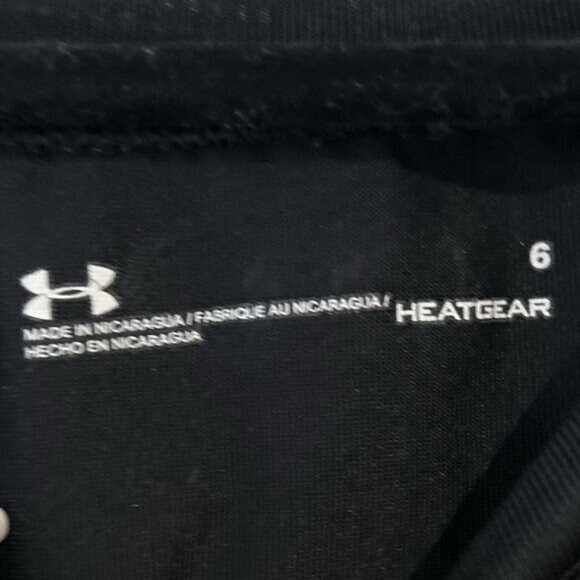 6
MADE IN NICARAGUA / FABRIQUE AU NICARAGUA /
HECHO EN NICARAGUA
HEATGEAR